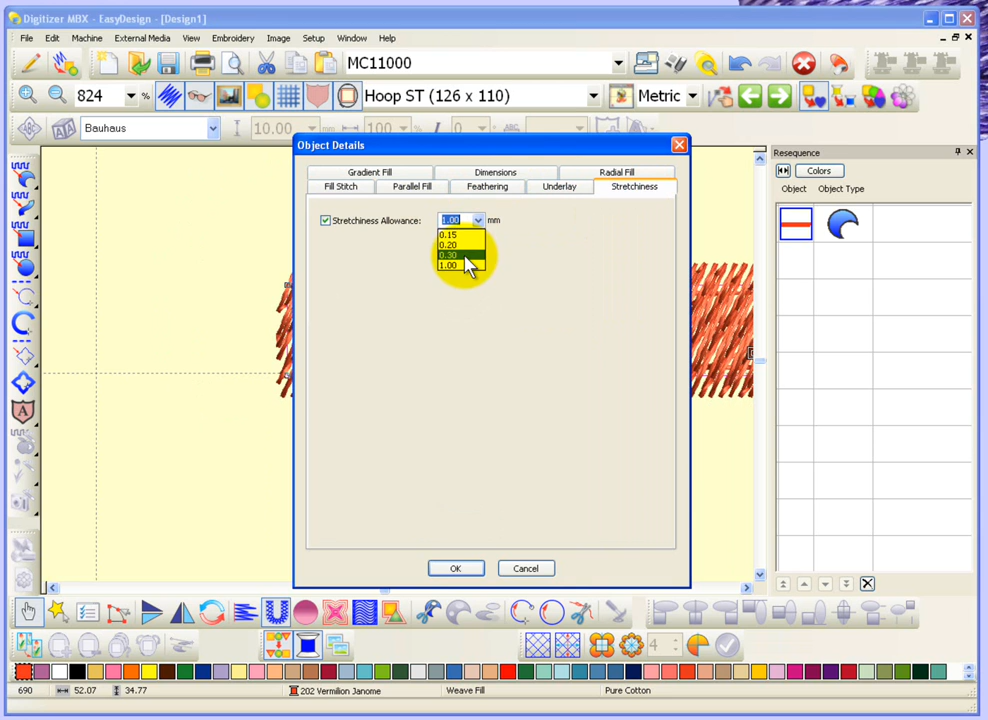 Digitizer MBX - EasyDesign - [Design1]
File Edit Machine External Media View Embroidery Image Setup Window Help
MC11000
824 % Hoop ST (126 x 110) Metric
Bauhaus 10.00 100 % 0
Object Details
Resequence
Gradient Fill Dimensions Radial Fill
Colors
Fill Stitch Parallel Fill Feathering Underlay Stretchiness
Object Object Type
Stretchiness Allowance: 1.00 mm
0.15
0.20
0.30
1.00
OK Cancel
4
690 52.07 34.77 202 Vermilion Janome Weave Fill Pure Cotton